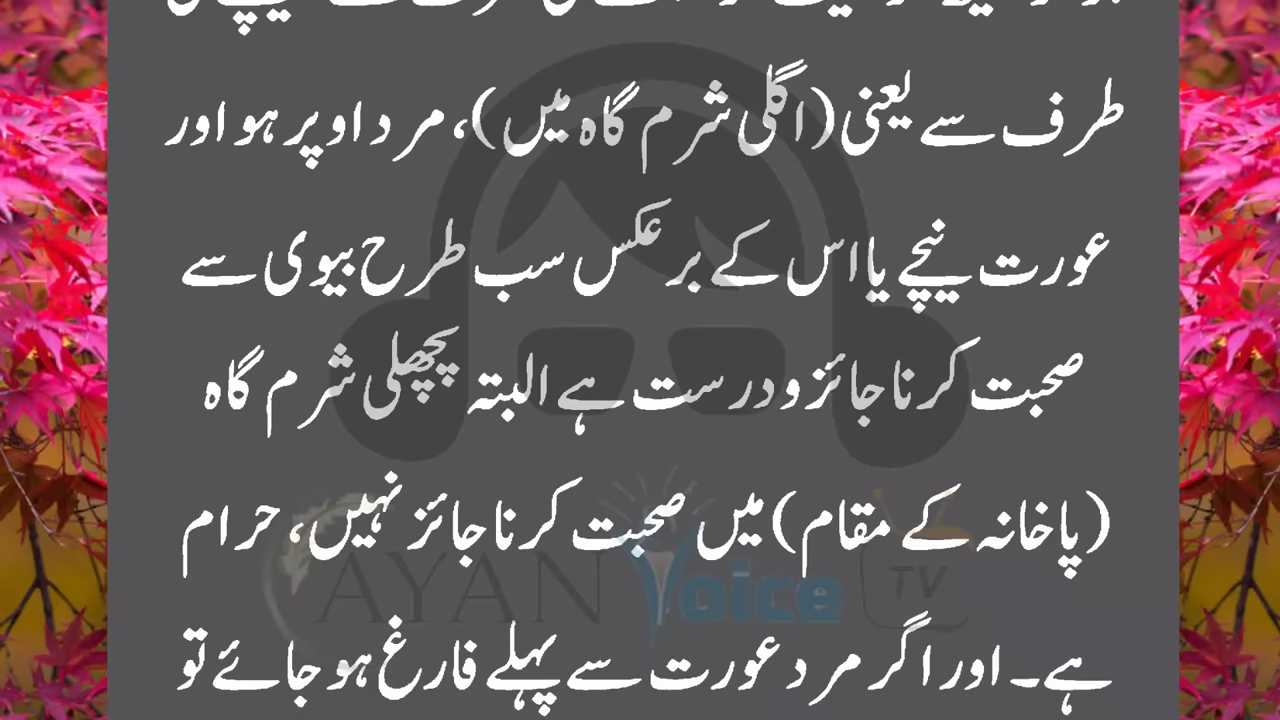 طرف سے یعنی (اگلی شرم گاہ میں)، مرد اوپر ہو اور
عورت نیچے یا اس کے برعکس سب طرح بیوی سے
صحبت کرنا جائز و درست ہے البتہ پچھلی شرم گاہ
(پاخانہ کے مقام) میں صحبت کرنا جائز نہیں، حرام
AYAN Voice TV
ہے۔ اور اگر مرد عورت سے پہلے فارغ ہو جائے تو